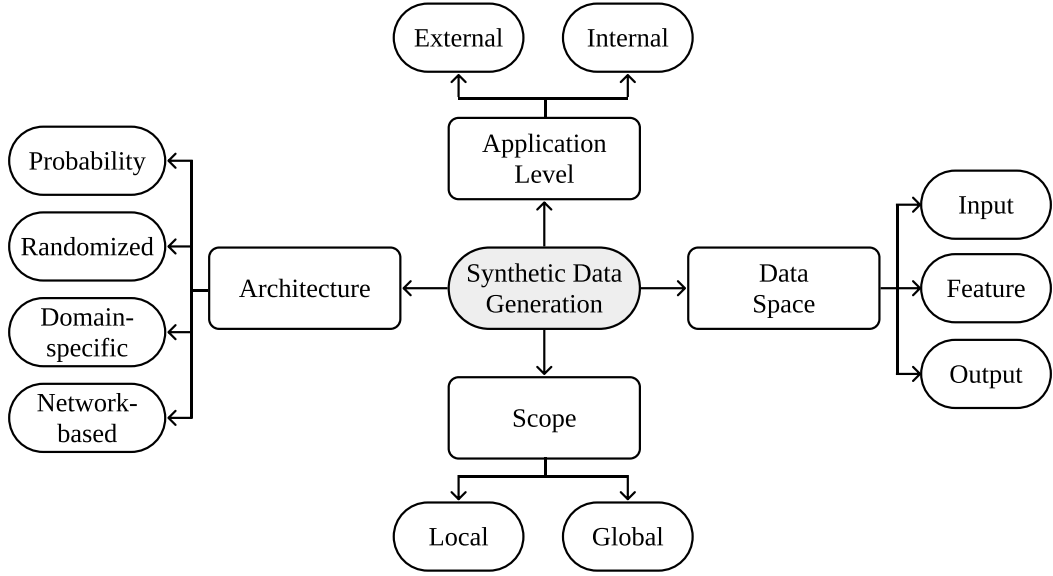 External
Internal
Application
Level
Probability
Randomized
Domain-
specific
Network-
based
Architecture
Synthetic Data
Generation
Data
Space
Input
Feature
Output
Scope
Local
Global